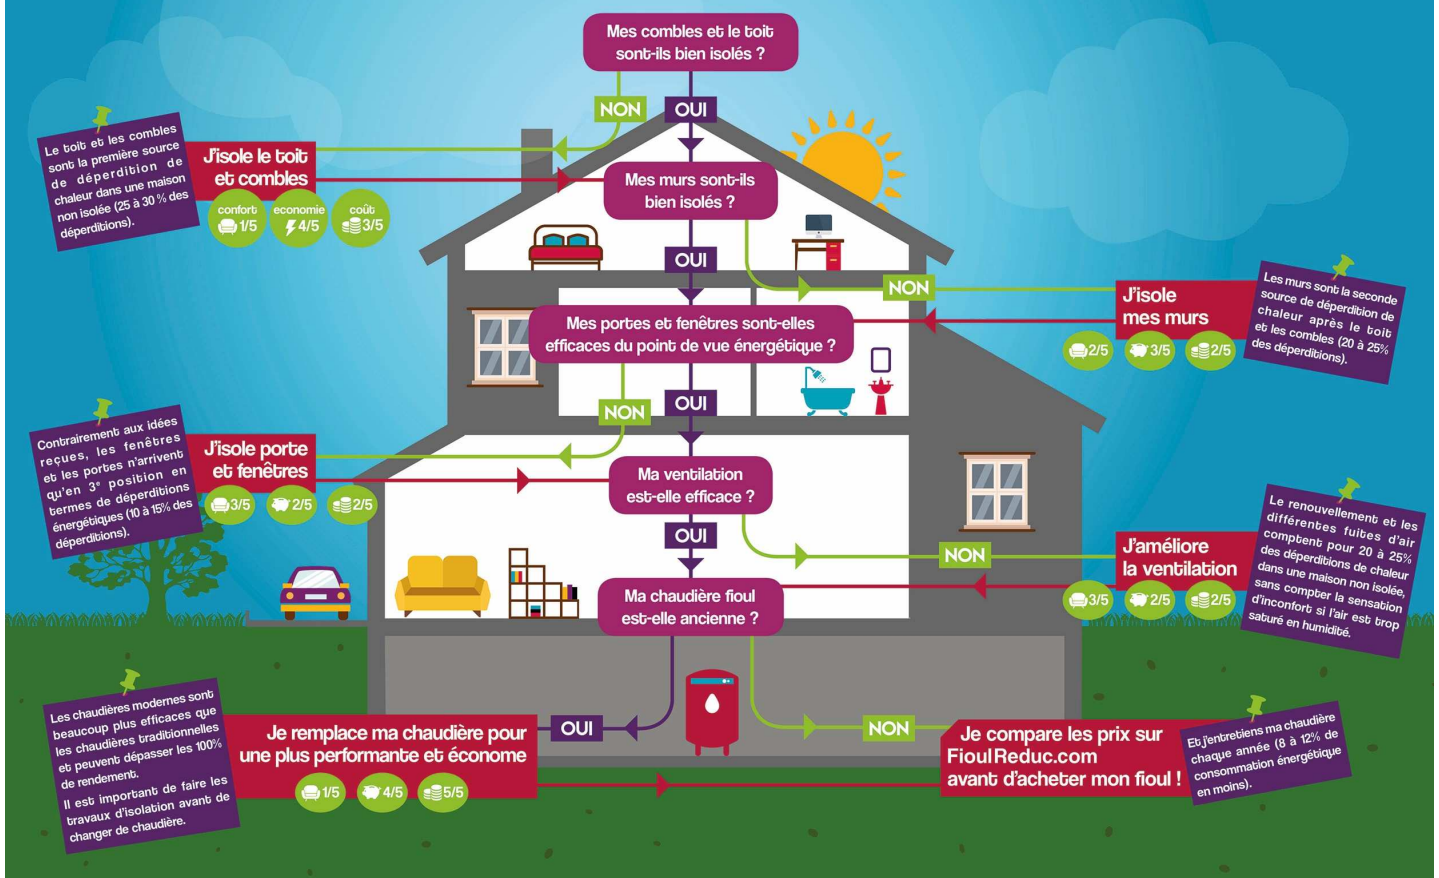 Mes combles et le toit
sont-ils bien isolés ?
NON
OUI
Le toit et les combles
sont la première source
de déperdition de
chaleur dans une maison
non isolée (25 à 30 % des
déperditions).
J'isole le toit
et combles
confort
1/5
economie
4/5
coût
3/5
Mes murs sont-ils
bien isolés ?
OUI
NON
J'isole
mes murs
2/5
3/5
2/5
Les murs sont la seconde
source de déperdition de
chaleur après le toit
et les combles (20 à 25%
des déperditions).
Mes portes et fenêtres sont-elles
efficaces du point de vue énergétique ?
NON
OUI
Contrairement aux idées
reçues, les fenêtres
et les portes n'arrivent
qu'en 3e position en
termes de déperditions
énergétiques (10 à 15% des
déperditions).
J'isole porte
et fenêtres
3/5
2/5
2/5
Ma ventilation
est-elle efficace ?
OUI
NON
J'améliore
la ventilation
3/5
2/5
2/5
Le renouvellement et les
différentes fuites d'air
comptent pour 20 à 25%
des déperditions de chaleur
dans une maison non isolée,
sans compter la sensation
d'inconfort si l'air est trop
saturé en humidité.
Ma chaudière fioul
est-elle ancienne ?
OUI
NON
Les chaudières modernes sont
beaucoup plus efficaces que
les chaudières traditionnelles
et peuvent dépasser les 100%
de rendement.
Il est important de faire les
travaux d'isolation avant de
changer de chaudière.
Je remplace ma chaudière pour
une plus performante et économe
1/5
4/5
5/5
Je compare les prix sur
FioulReduc.com
avant d'acheter mon fioul !
Et j'entretiens ma chaudière
chaque année (8 à 12% de
consommation énergétique
en moins).